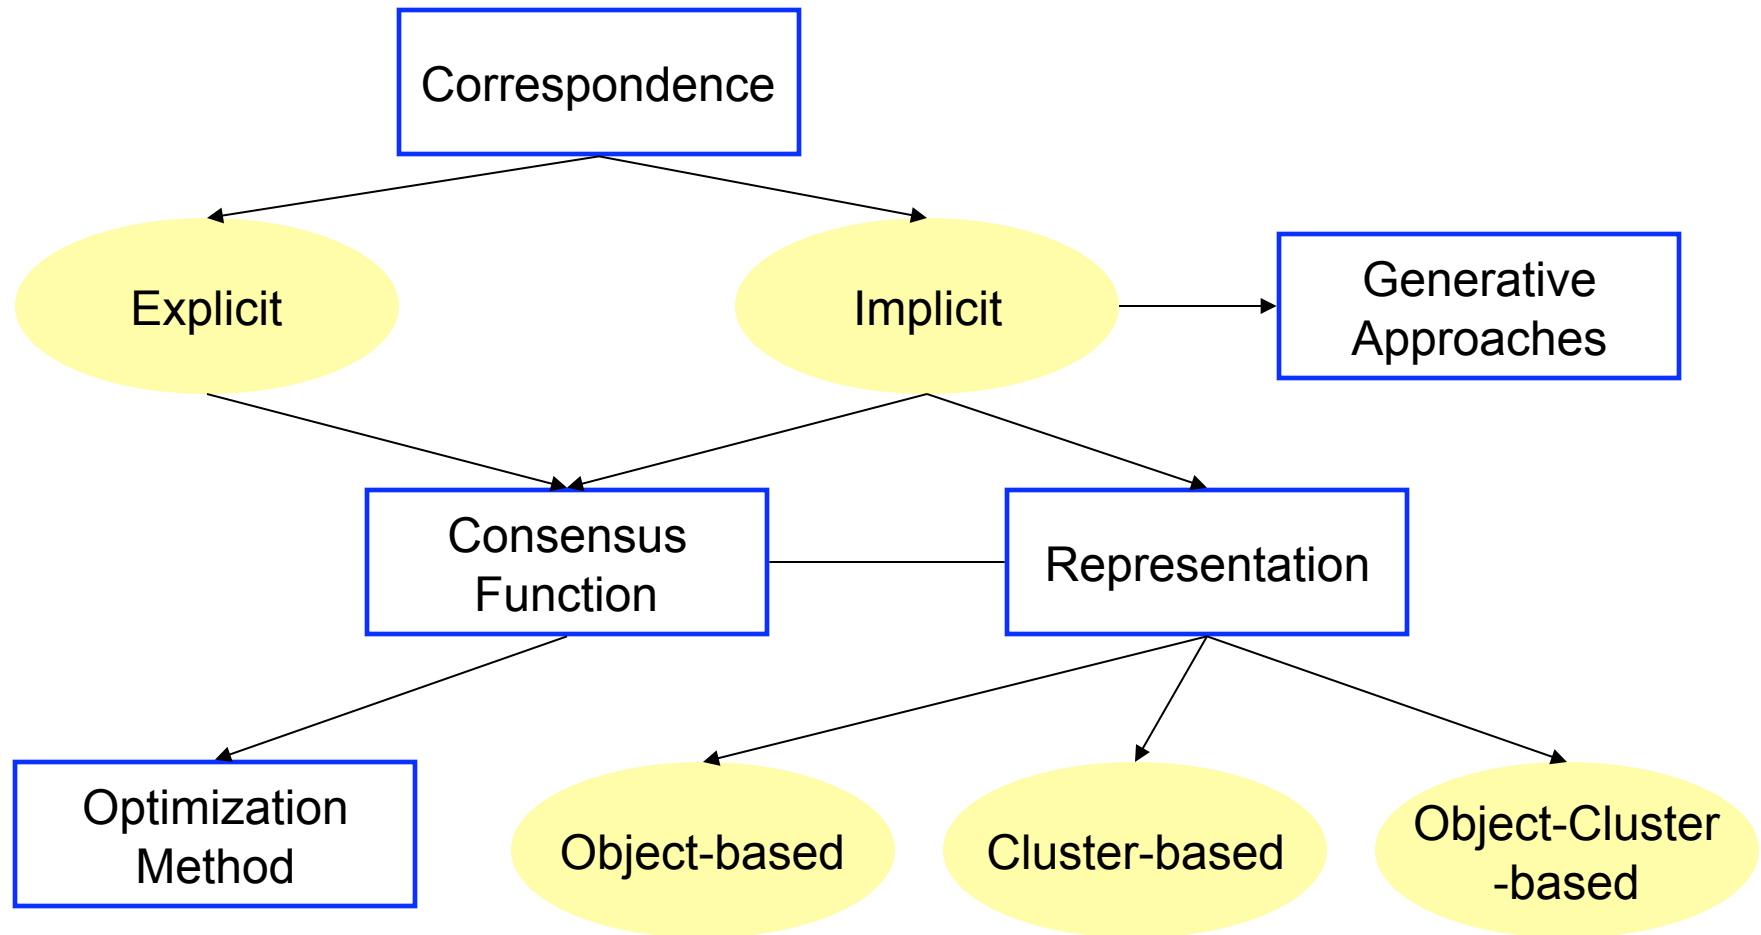 Correspondence
Explicit
Implicit
Generative
Approaches
Consensus
Function
Representation
Optimization
Method
Object-based
Cluster-based
Object-Cluster
-based